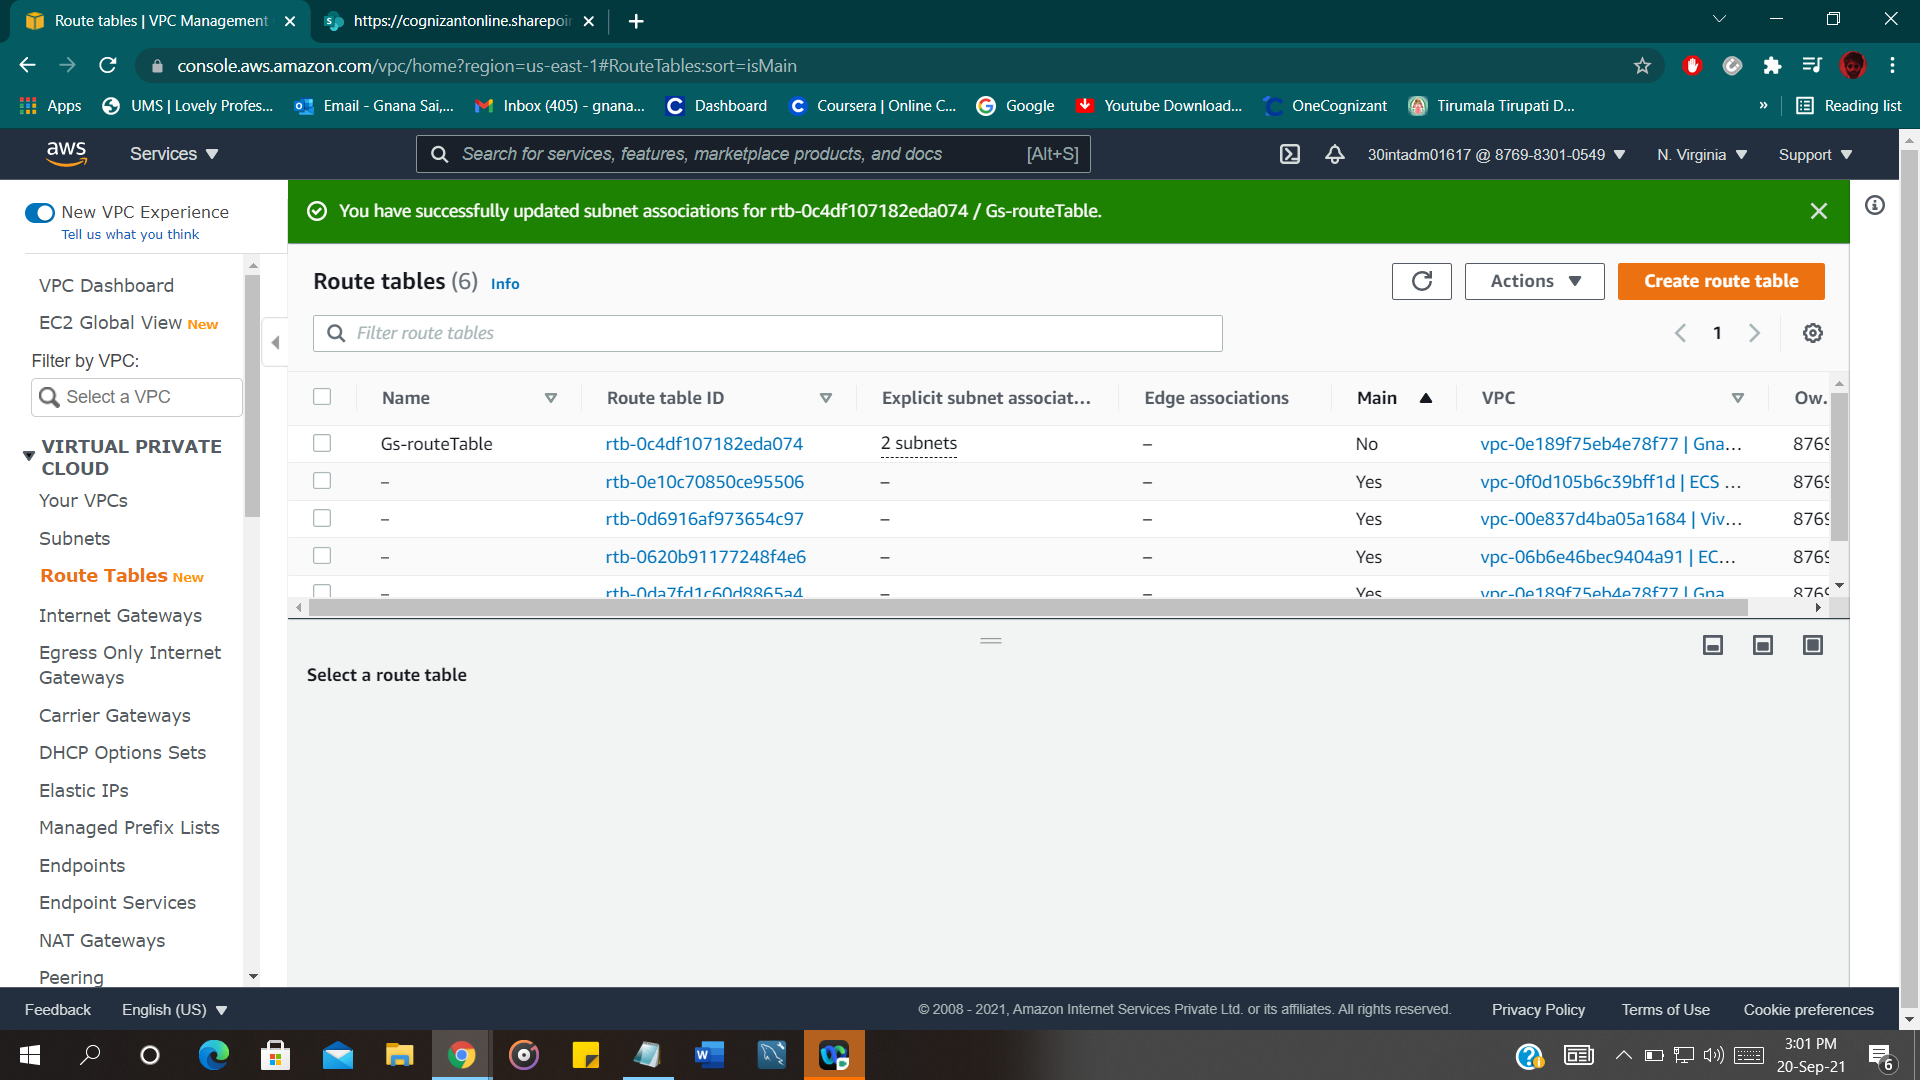 Route tables | VPC Management
https://cognizantonline.sharepoin
console.aws.amazon.com/vpc/home?region=us-east-1#RouteTables:sort=isMain
Apps
UMS | Lovely Profes...
Email - Gnana Sai,...
Inbox (405) - gnana...
Dashboard
Coursera | Online C...
Google
Youtube Download...
OneCognizant
Tirumala Tirupati D...
»
Reading list
aws
Services
Search for services, features, marketplace products, and docs [Alt+S]
30intadm01617 @ 8769-8301-0549
N. Virginia
Support
New VPC Experience
Tell us what you think
You have successfully updated subnet associations for rtb-0c4df107182eda074 / Gs-routeTable.
VPC Dashboard
EC2 Global View New
Filter by VPC:
Select a VPC
VIRTUAL PRIVATE
CLOUD
Your VPCs
Subnets
Route Tables New
Internet Gateways
Egress Only Internet
Gateways
Carrier Gateways
DHCP Options Sets
Elastic IPs
Managed Prefix Lists
Endpoints
Endpoint Services
NAT Gateways
Peering
Route tables (6) Info
Actions
Create route table
Filter route tables
1
Name Route table ID Explicit subnet associat... Edge associations Main VPC Ow.
Gs-routeTable rtb-0c4df107182eda074 2 subnets – No vpc-0e189f75eb4e78f77 | Gna... 8769
– rtb-0e10c70850ce95506 – – Yes vpc-0f0d105b6c39bff1d | ECS ... 8769
– rtb-0d6916af973654c97 – – Yes vpc-00e837d4ba05a1684 | Viv... 8769
– rtb-0620b91177248f4e6 – – Yes vpc-06b6e46bec9404a91 | EC... 8769
– rtb-0da7fd1c60d8865a4 – – Yes vpc-0e189f75eb4e78f77 | Gna... 8769
Select a route table
Feedback
English (US)
© 2008 - 2021, Amazon Internet Services Private Ltd. or its affiliates. All rights reserved.
Privacy Policy
Terms of Use
Cookie preferences
3:01 PM
20-Sep-21
6